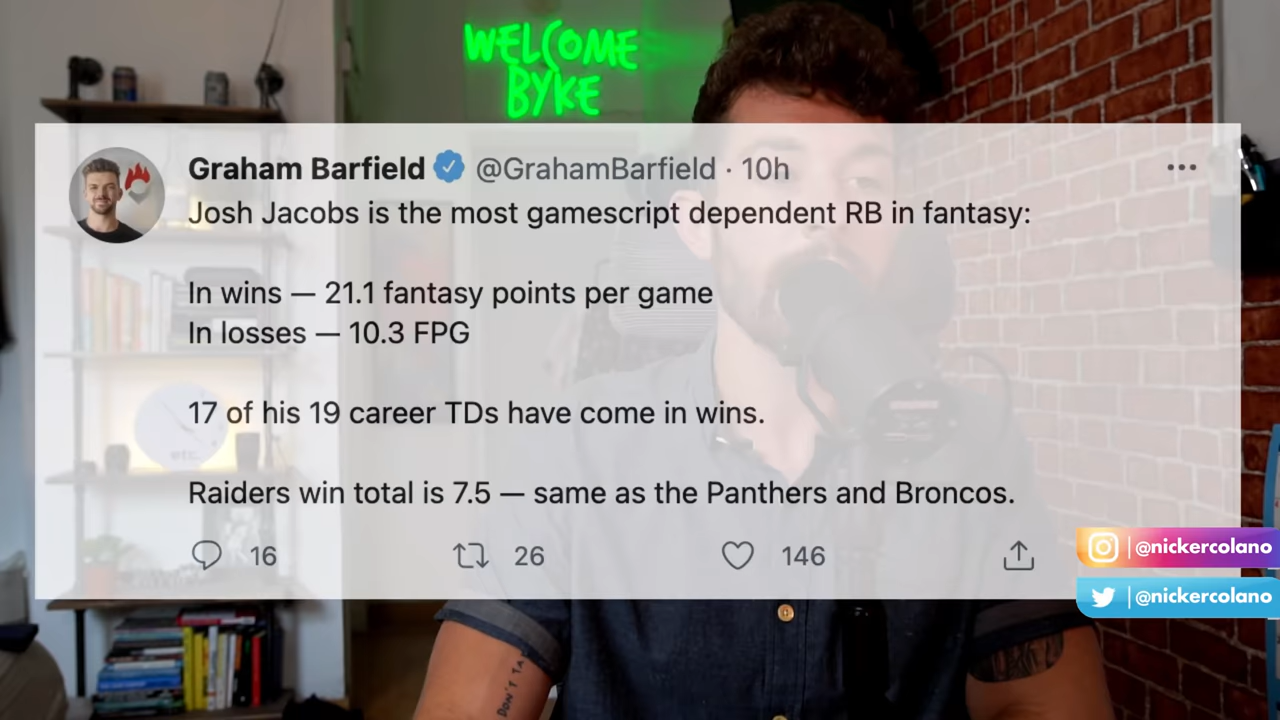 WELCOME
BYKE
Graham Barfield @GrahamBarfield · 10h
Josh Jacobs is the most gamescript dependent RB in fantasy:
In wins — 21.1 fantasy points per game
In losses — 10.3 FPG
17 of his 19 career TDs have come in wins.
Raiders win total is 7.5 — same as the Panthers and Broncos.
16 26 146
@nickercolano
@nickercolano
DON'T TA